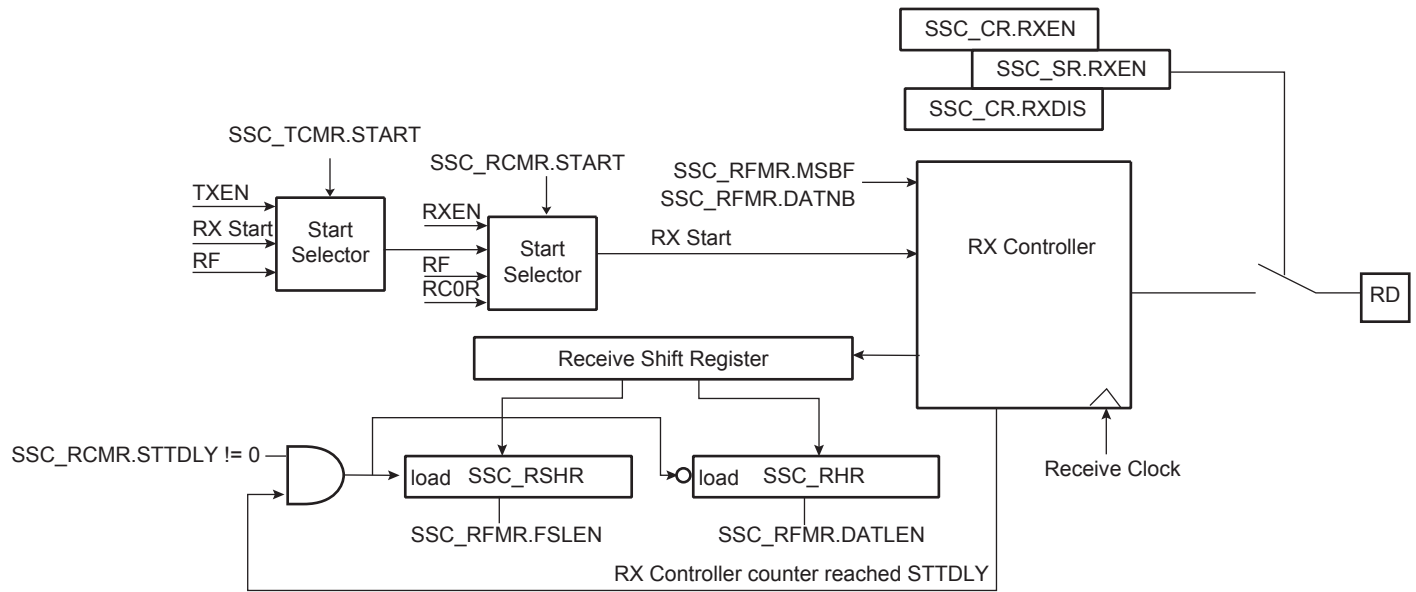 SSC_CR.RXEN
SSC_SR.RXEN
SSC_CR.RXDIS
SSC_TCMR.START
SSC_RCMR.START
SSC_RFMR.MSBF
SSC_RFMR.DATNB
TXEN
RX Start
RF
Start
Selector
RXEN
RF
RC0R
Start
Selector
RX Start
RX Controller
RD
Receive Shift Register
SSC_RCMR.STTDLY != 0
load SSC_RSHR
load SSC_RHR
Receive Clock
SSC_RFMR.FSLEN
SSC_RFMR.DATLEN
RX Controller counter reached STTDLY